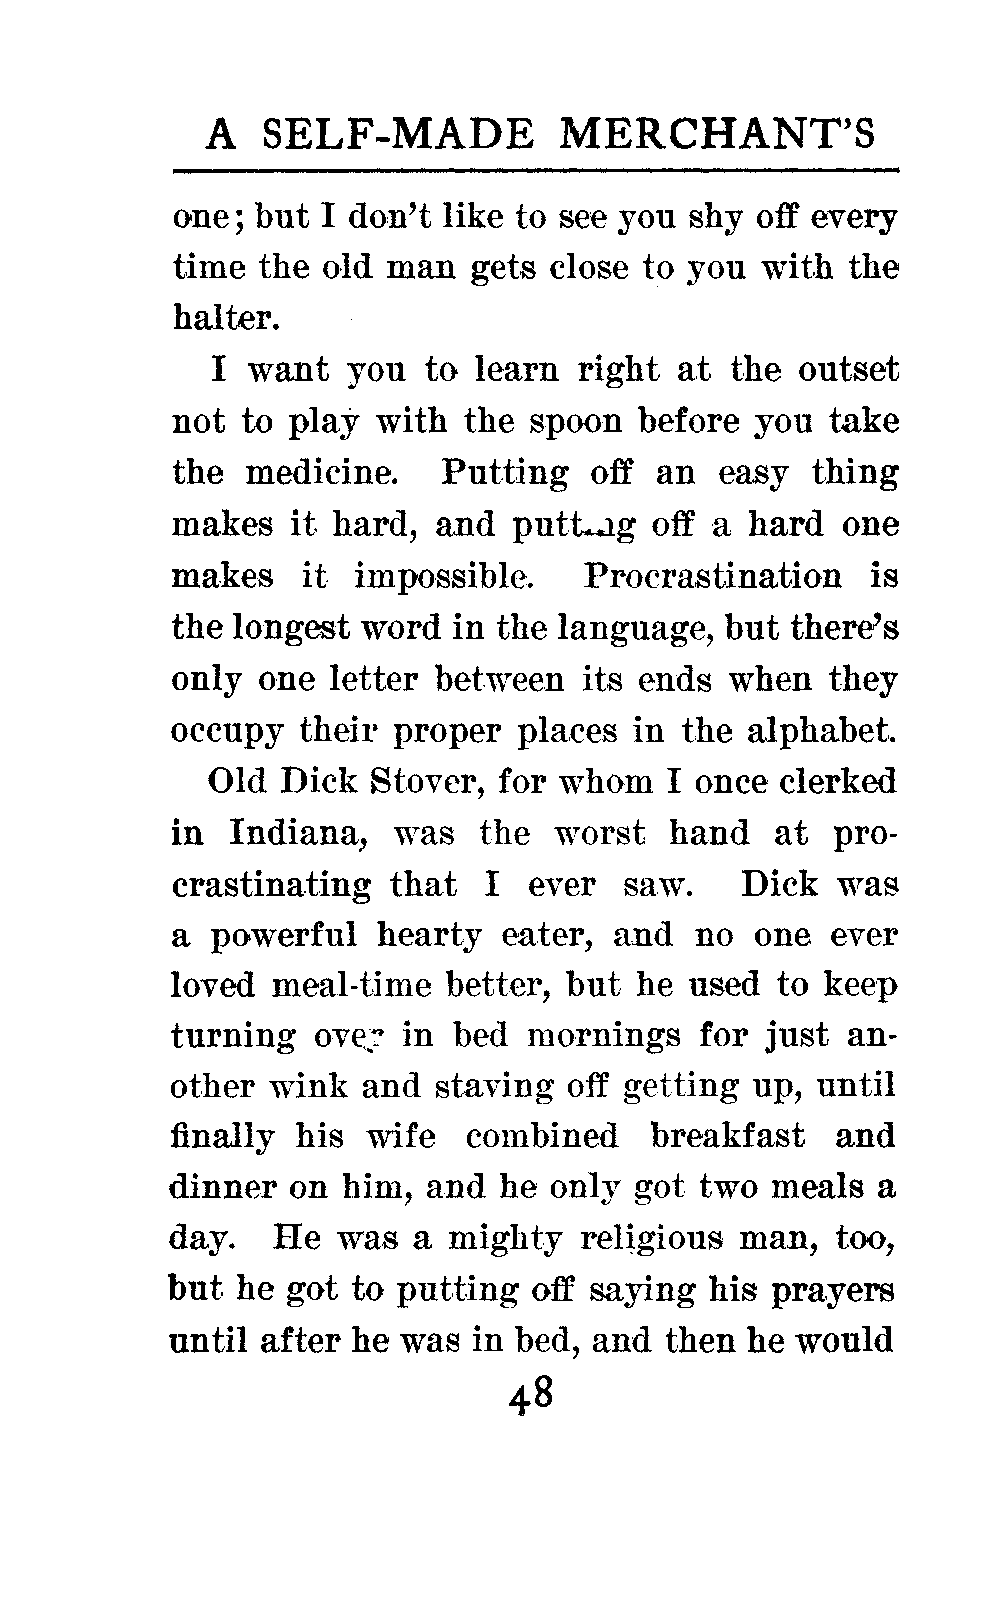 A SELF-MADE MERCHANT'S
one; but I don't like to see you shy off every
time the old man gets close to you with the
halter.
I want you to learn right at the outset
not to play with the spoon before you take
the medicine. Putting off an easy thing
makes it hard, and putting off a hard one
makes it impossible. Procrastination is
the longest word in the language, but there's
only one letter between its ends when they
occupy their proper places in the alphabet.
Old Dick Stover, for whom I once clerked
in Indiana, was the worst hand at pro-
crastinating that I ever saw. Dick was
a powerful hearty eater, and no one ever
loved meal-time better, but he used to keep
turning over in bed mornings for just an-
other wink and staving off getting up, until
finally his wife combined breakfast and
dinner on him, and he only got two meals a
day. He was a mighty religious man, too,
but he got to putting off saying his prayers
until after he was in bed, and then he would
48